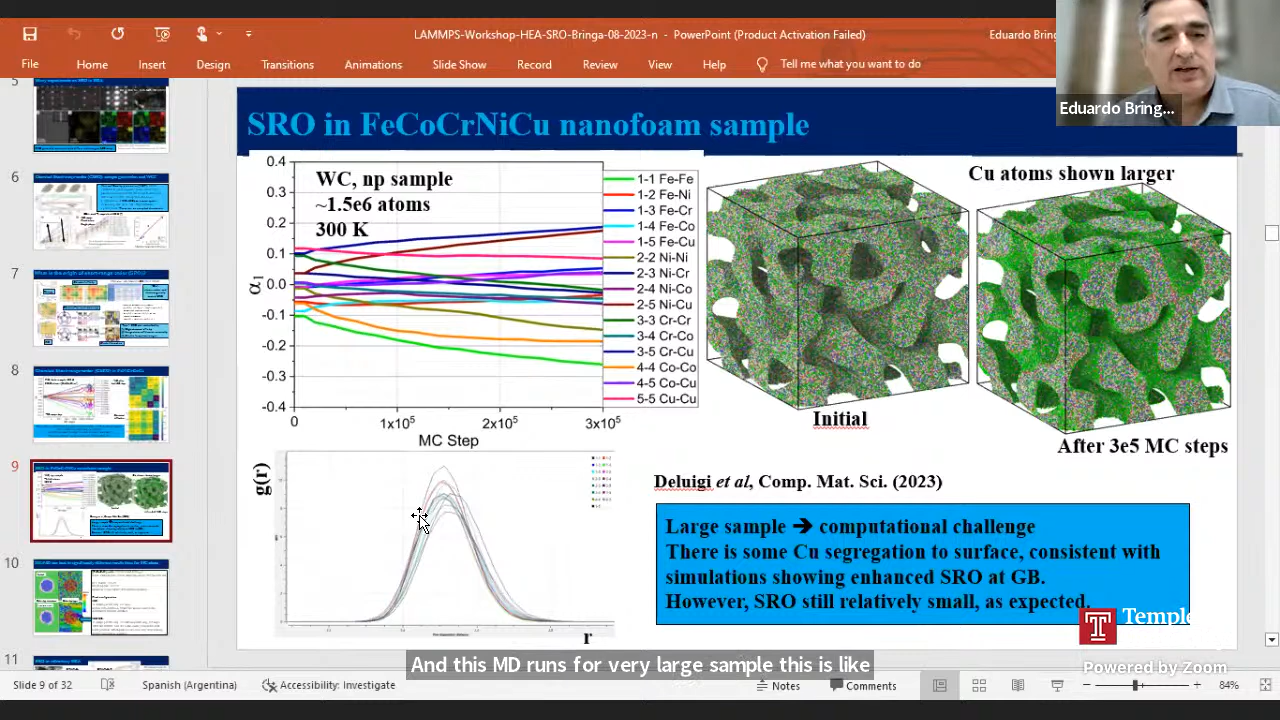 LAMMPS-Workshop-HEA-SRO-Bringa-08-2023-n - PowerPoint (Product Activation Failed)
Eduardo Brin
File Home Insert Design Transitions Animations Slide Show Record Review View Help Tell me what you want to do
Eduardo Bring...
5
6
7
8
9
10
11
SRO in FeCoCrNiCu nanofoam sample
WC, np sample
~1.5e6 atoms
300 K
0.4
0.3
0.2
0.1
0.0
-0.1
-0.2
-0.3
-0.4
α1
0 1x10⁵ 2x10⁵ 3x10⁵
MC Step
1-1 Fe-Fe
1-2 Fe-Ni
1-3 Fe-Cr
1-4 Fe-Co
1-5 Fe-Cu
2-2 Ni-Ni
2-3 Ni-Cr
2-4 Ni-Co
2-5 Ni-Cu
3-3 Cr-Cr
3-4 Cr-Co
3-5 Cr-Cu
4-4 Co-Co
4-5 Co-Cu
5-5 Cu-Cu
Cu atoms shown larger
Initial
After 3e5 MC steps
g(r)
r
Deluigi et al, Comp. Mat. Sci. (2023)
Large sample ➔ computational challenge
There is some Cu segregation to surface, consistent with
simulations showing enhanced SRO at GB.
However, SRO still relatively small, as expected.
Temple
Powered by Zoom
And this MD runs for very large sample this is like
Slide 9 of 32 Spanish (Argentina) Accessibility: Investigate Notes Comments 84%